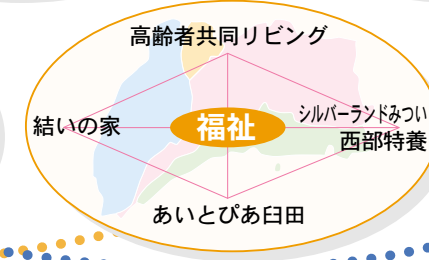 高齢者共同リビング
結いの家
福祉
シルバーランドみつい
西部特養
あいとぴあ臼田